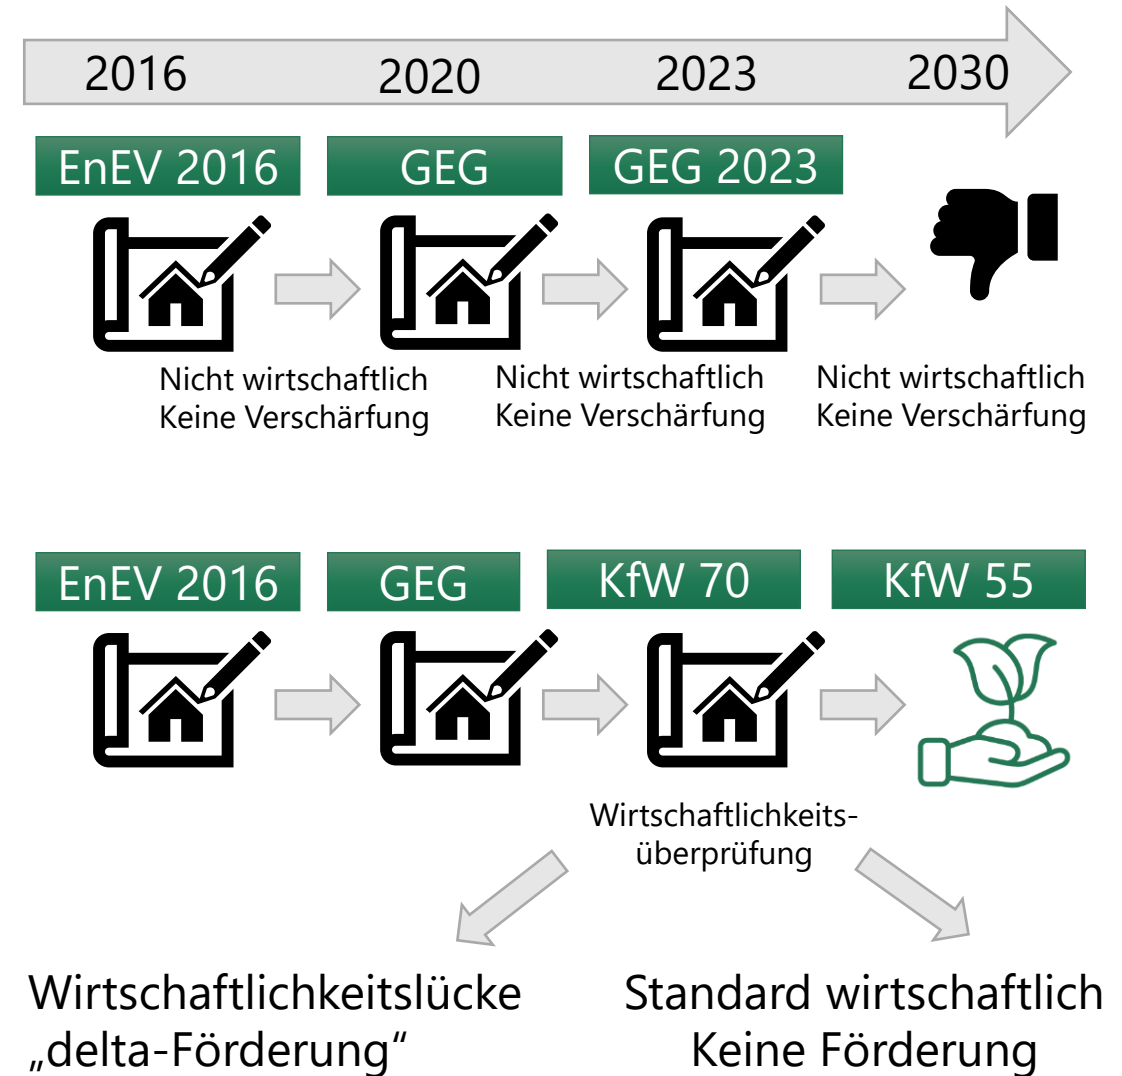 2016 2020 2023 2030
EnEV 2016 GEG GEG 2023
Nicht wirtschaftlich
Keine Verschärfung
Nicht wirtschaftlich
Keine Verschärfung
Nicht wirtschaftlich
Keine Verschärfung
EnEV 2016 GEG KfW 70 KfW 55
Wirtschaftlichkeits-
überprüfung
Wirtschaftlichkeitslücke
„delta-Förderung“
Standard wirtschaftlich
Keine Förderung